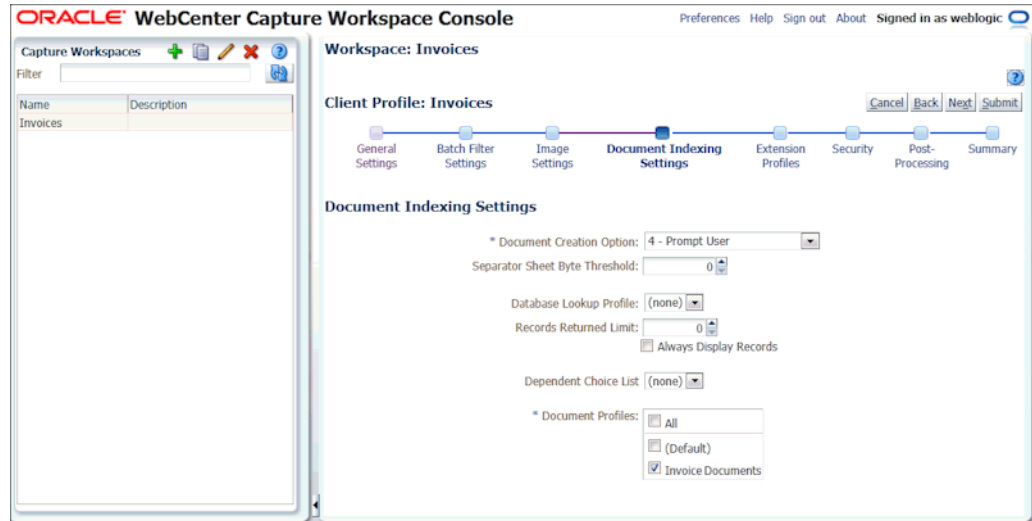 ORACLE WebCenter Capture Workspace Console
Preferences Help Sign out About Signed in as weblogic
Capture Workspaces
Filter
Name Description
Invoices
Workspace: Invoices
Client Profile: Invoices
Cancel Back Next Submit
General Settings
Batch Filter Settings
Image Settings
Document Indexing Settings
Extension Profiles
Security
Post-Processing
Summary
Document Indexing Settings
* Document Creation Option: 4 - Prompt User
Separator Sheet Byte Threshold: 0
Database Lookup Profile: (none)
Records Returned Limit: 0
Always Display Records
Dependent Choice List (none)
* Document Profiles:
All
(Default)
Invoice Documents